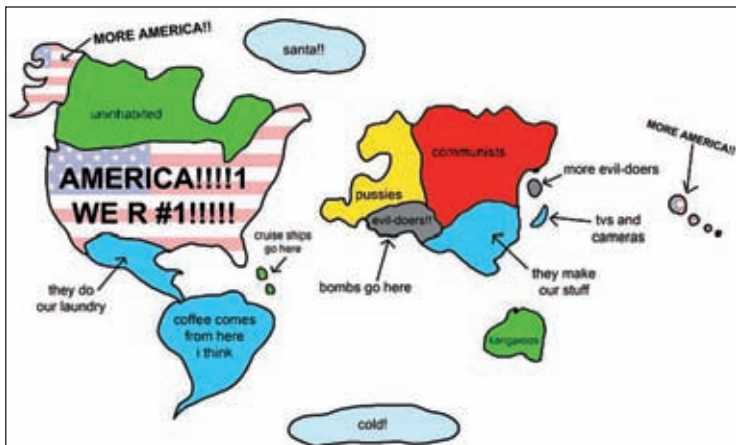 MORE AMERICA!!
santa!!
uninhabited
AMERICA!!!!1
WE R #1!!!!!
cruise ships
go here
they do
our laundry
coffee comes
from here
i think
pussies
communists
evil-doers!!
bombs go here
more evil-doers
tvs and
cameras
they make
our stuff
MORE AMERICA!!
kangaroos
cold!